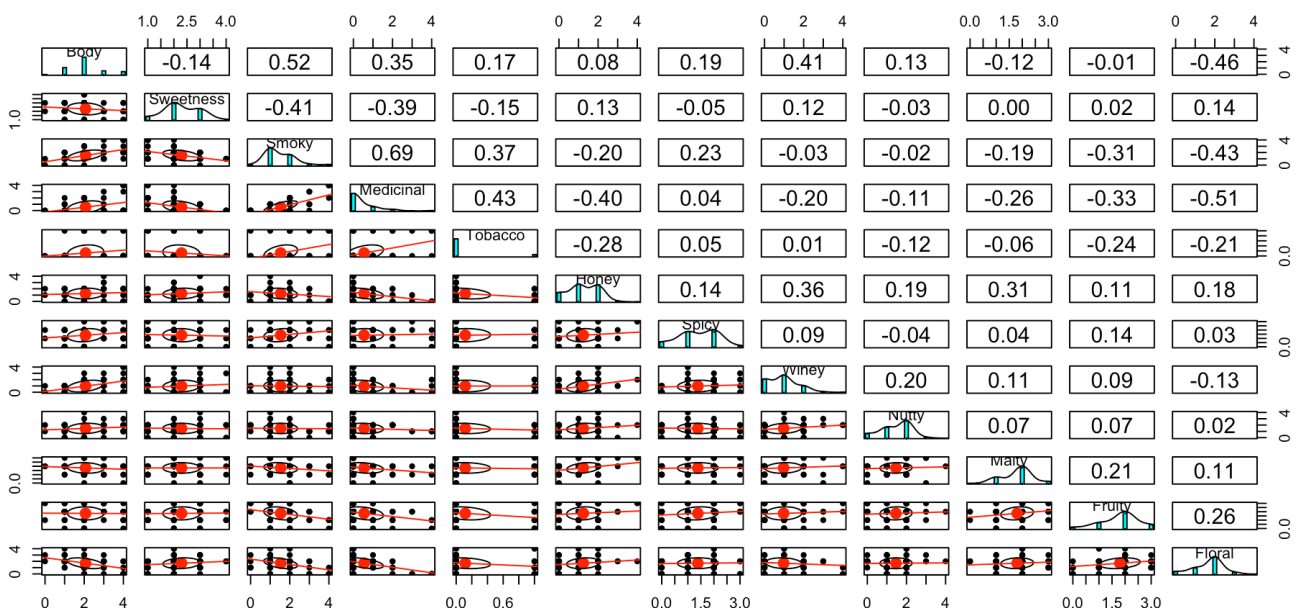 1.0 2.5 4.0 0 2 4 0 2 4 0 2 4 0.0 1.5 3.0 0 2 4
Body -0.14 0.52 0.35 0.17 0.08 0.19 0.41 0.13 -0.12 -0.01 -0.46 0 4
1.0 Sweetness -0.41 -0.39 -0.15 0.13 -0.05 0.12 -0.03 0.00 0.02 0.14
Smoky 0.69 0.37 -0.20 0.23 -0.03 -0.02 -0.19 -0.31 -0.43 0 4
0 4 Medicinal 0.43 -0.40 0.04 -0.20 -0.11 -0.26 -0.33 -0.51
Tobacco -0.28 0.05 0.01 -0.12 -0.06 -0.24 -0.21 0.0
0 4 Honey 0.14 0.36 0.19 0.31 0.11 0.18
Spicy 0.09 -0.04 0.04 0.14 0.03 0.0
0 4 Winey 0.20 0.11 0.09 -0.13
Nutty 0.07 0.07 0.02 0 4
0.0 Malty 0.21 0.11
Fruity 0.26 0.0
0 4 Floral
0 2 4 0 2 4 0.0 0.6 0.0 1.5 3.0 0 2 4 0.0 1.5 3.0